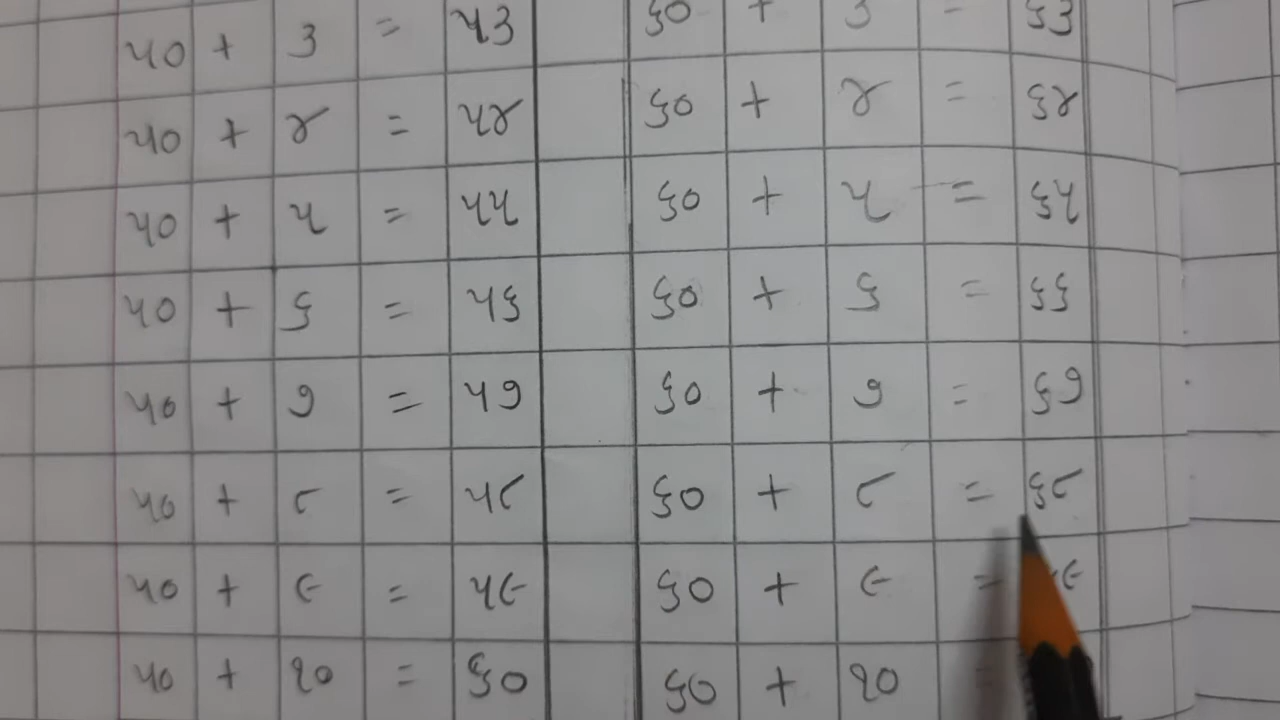 ૫૦ + ૩ = ૫૩ ૬૦ + ૩ = ૬૩
૫૦ + ૪ = ૫૪ ૬૦ + ૪ = ૬૪
૫૦ + ૫ = ૫૫ ૬૦ + ૫ = ૬૫
૫૦ + ૬ = ૫૬ ૬૦ + ૬ = ૬૬
૫૦ + ૭ = ૫૭ ૬૦ + ૭ = ૬૭
૫૦ + ૮ = ૫૮ ૬૦ + ૮ = ૬૮
૫૦ + ૯ = ૫૯ ૬૦ + ૯ = ૬૯
૫૦ + ૧૦ = ૬૦ ૬૦ + ૧૦ =